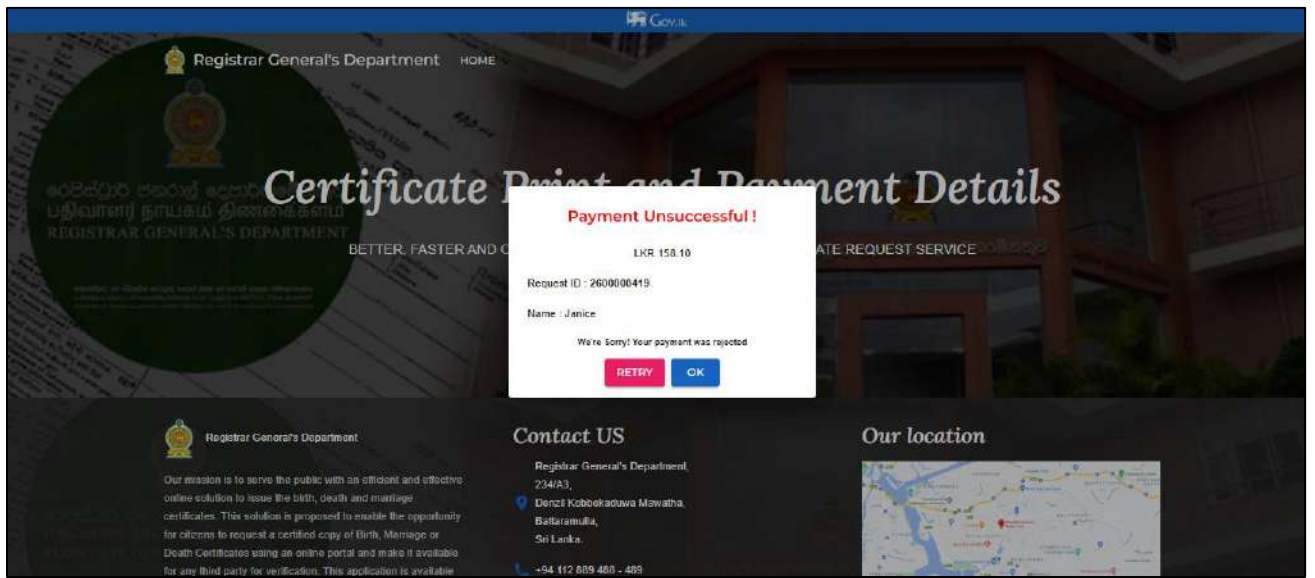 Gov.lk
Registrar General's Department HOME
REGISTRAR GENERAL'S DEPARTMENT
Certificate Print and Payment Details
BETTER, FASTER AND
ATE REQUEST SERVICE
Payment Unsuccessful !
LKR 158.10
Request ID : 2600000419
Name : Janice
We're Sorry! Your payment was rejected
RETRY OK
Registrar General's Department
Our mission is to serve the public with an efficient and effective
online solution to issue the birth, death and marriage
certificates. This solution is proposed to enable the opportunity
for citizens to request a certified copy of Birth, Marriage or
Death Certificates using an online portal and make it available
for any third party for verification. This application is available
Contact US
Registrar General's Department,
234/A3,
Denzil Kobbekaduwa Mawatha,
Battaramulla,
Sri Lanka.
+94 112 889 488 - 489
Our location